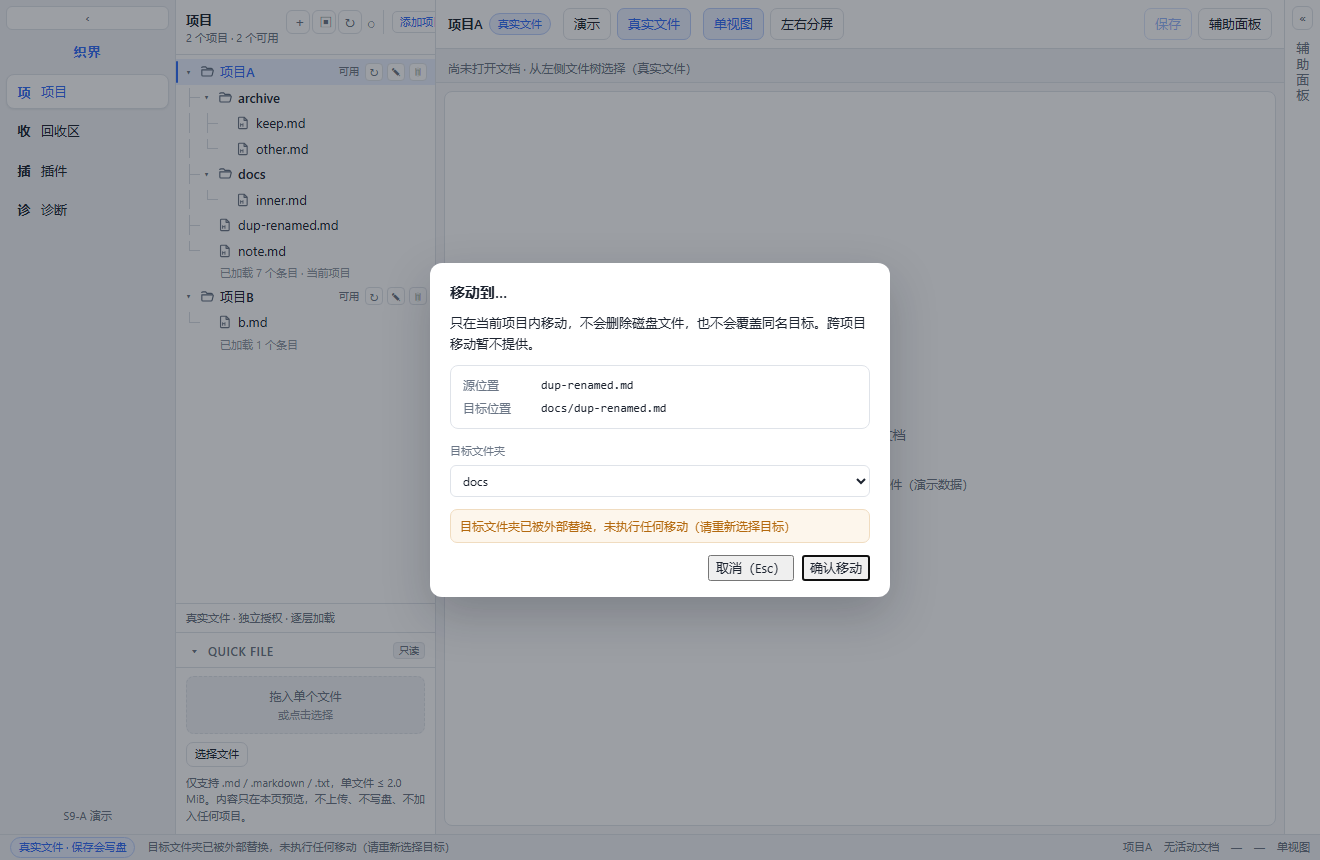 ‹
织界
项 项目
收 回收区
插 插件
诊 诊断
S9-A 演示
项目
2 个项目 · 2 个可用
+ ↻ ○ 添加项
▾ 项目A 可用 ↻
▾ archive
keep.md
other.md
▾ docs
inner.md
dup-renamed.md
note.md
已加载 7 个条目 · 当前项目
▾ 项目B 可用 ↻
b.md
已加载 1 个条目
真实文件 · 独立授权 · 逐层加载
▾ QUICK FILE 只读
拖入单个文件
或点击选择
选择文件
仅支持 .md / .markdown / .txt，单文件 ≤ 2.0
MiB。内容只在本页预览，不上传、不写盘、不加
入任何项目。
项目A 真实文件 演示 真实文件 单视图 左右分屏 保存 辅助面板
尚未打开文档 · 从左侧文件树选择（真实文件）
文档
件（演示数据）
移动到…
只在当前项目内移动，不会删除磁盘文件，也不会覆盖同名目标。跨项目
移动暂不提供。
源位置 dup-renamed.md
目标位置 docs/dup-renamed.md
目标文件夹
docs
目标文件夹已被外部替换，未执行任何移动（请重新选择目标）
取消（Esc） 确认移动
«
辅助面板
真实文件 · 保存会写盘 目标文件夹已被外部替换，未执行任何移动（请重新选择目标） 项目A 无活动文档 — — 单视图